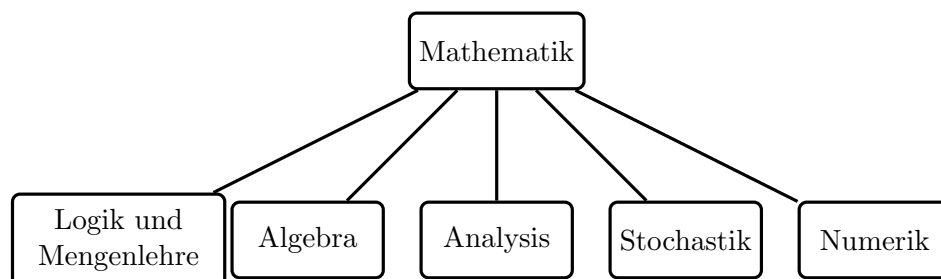 Mathematik
Logik und
Mengenlehre
Algebra
Analysis
Stochastik
Numerik